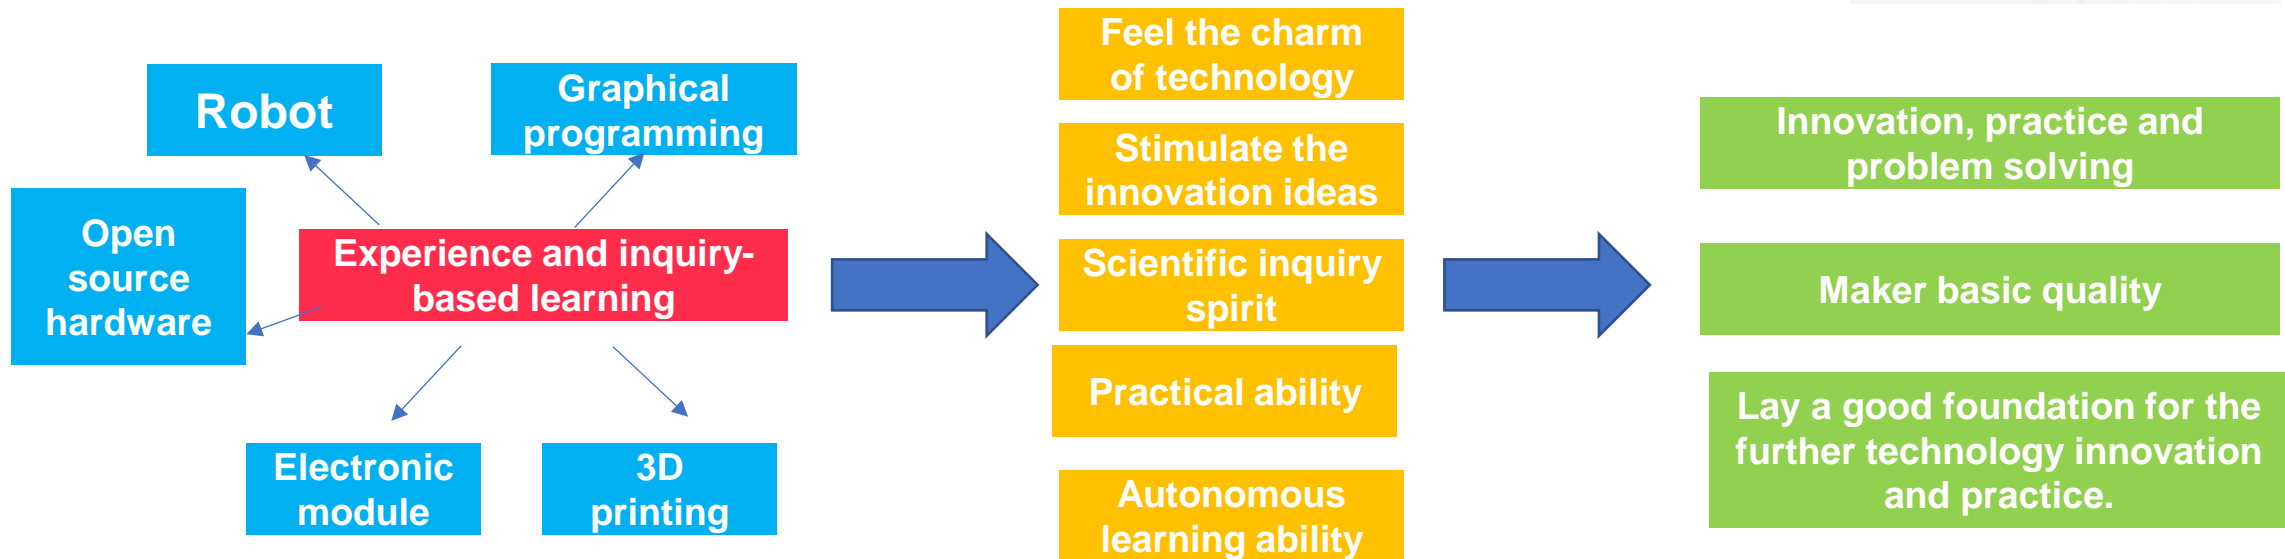 Robot
Graphical
programming
Open
source
hardware
Experience and inquiry-
based learning
Electronic
module
3D
printing
Feel the charm
of technology
Stimulate the
innovation ideas
Scientific inquiry
spirit
Practical ability
Autonomous
learning ability
Innovation, practice and
problem solving
Maker basic quality
Lay a good foundation for the
further technology innovation
and practice.